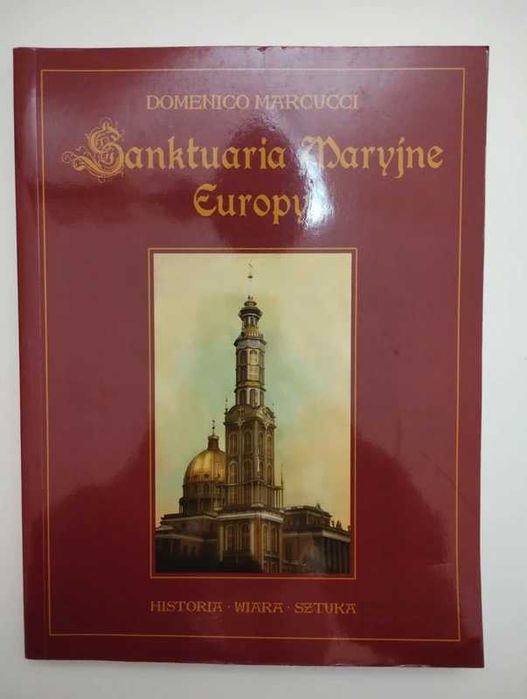 DOMENICO MARCUCCI
Sanktuaria Maryjne
Europy
HISTORIA · WIARA · SZTUKA